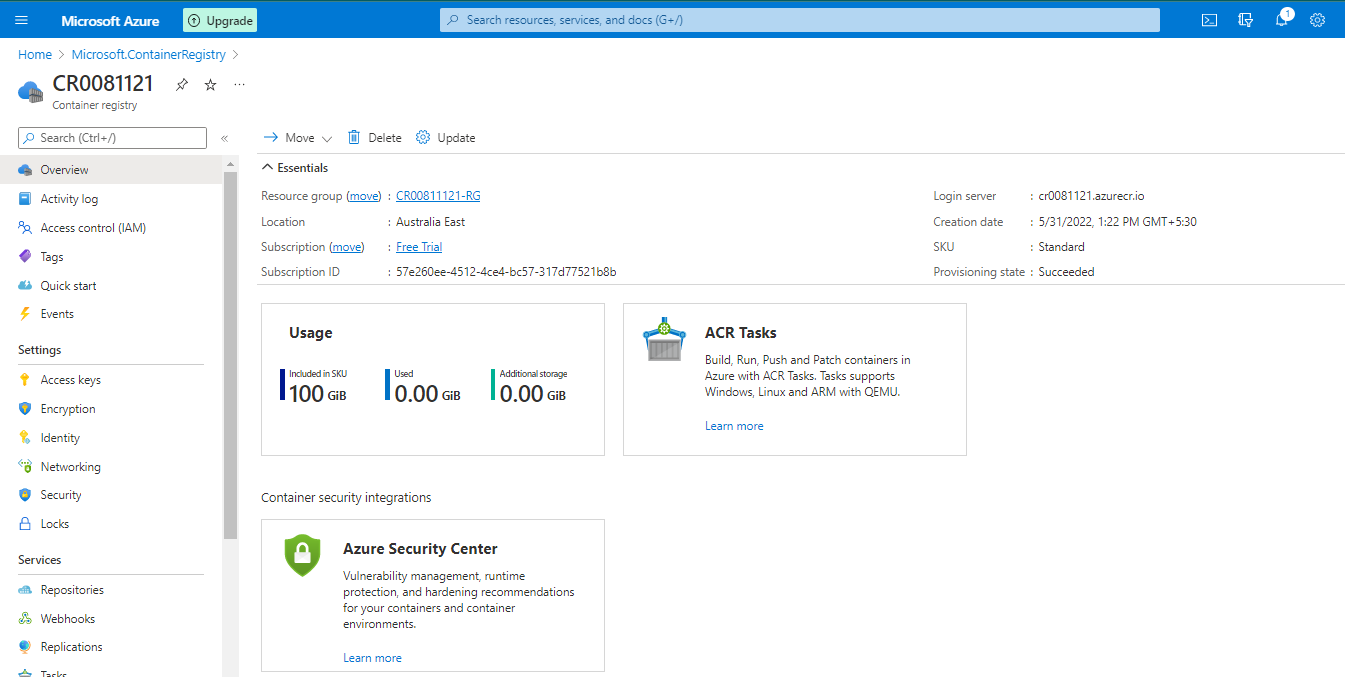 Microsoft Azure
Upgrade
Search resources, services, and docs (G+/)
1
Home > Microsoft.ContainerRegistry >
CR0081121
...
Container registry
Search (Ctrl+/)
«
Overview
Activity log
Access control (IAM)
Tags
Quick start
Events
Settings
Access keys
Encryption
Identity
Networking
Security
Locks
Services
Repositories
Webhooks
Replications
Tasks
Move
Delete
Update
Essentials
Resource group (move) : CR00811121-RG
Location : Australia East
Subscription (move) : Free Trial
Subscription ID : 57e260ee-4512-4ce4-bc57-317d77521b8b
Login server : cr0081121.azurecr.io
Creation date : 5/31/2022, 1:22 PM GMT+5:30
SKU : Standard
Provisioning state : Succeeded
Usage
Included in SKU
100 GiB
Used
0.00 GiB
Additional storage
0.00 GiB
ACR Tasks
Build, Run, Push and Patch containers in
Azure with ACR Tasks. Tasks supports
Windows, Linux and ARM with QEMU.
Learn more
Container security integrations
Azure Security Center
Vulnerability management, runtime
protection, and hardening recommendations
for your containers and container
environments.
Learn more